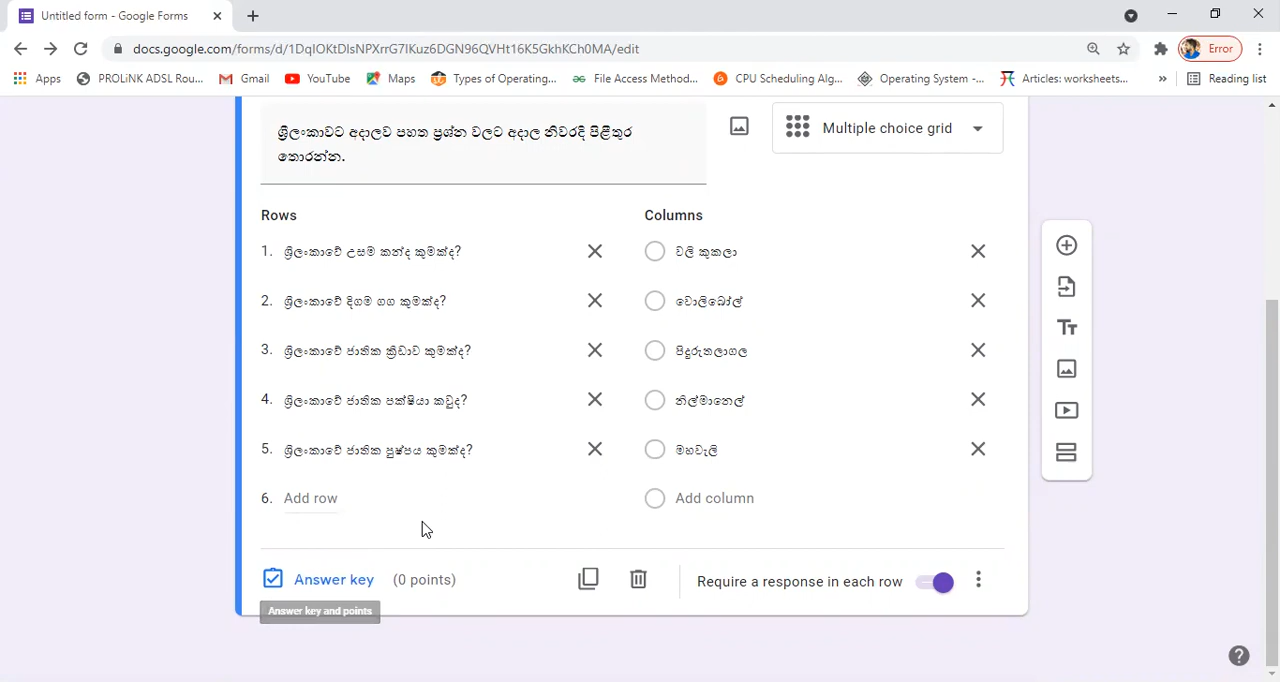 Untitled form - Google Forms
docs.google.com/forms/d/1DqIOKtDIsNPXrrG7IKuz6DGN96QVHt16K5GkhKCh0MA/edit
Error
Apps
PROLiNK ADSL Rou...
Gmail
YouTube
Maps
Types of Operating...
File Access Method...
CPU Scheduling Alg...
Operating System -...
Articles: worksheets...
»
Reading list
ශ්‍රීලංකාවට අදාලව පහත ප්‍රශ්න වලට අදාල නිවරදි පිළිතුර
තොරන්න.
Multiple choice grid
Rows
Columns
1. ශ්‍රිලංකාවේ උසම කන්ද කුමක්ද?
වලි කුකලා
2. ශ්‍රිලංකාවේ දිගම ගග කුමක්ද?
වොලිබෝල්
3. ශ්‍රිලංකාවේ ජාතික ක්‍රිඩාව කුමක්ද?
පිදුරුතලාගල
4. ශ්‍රිලංකාවේ ජාතික පක්ෂියා කවුද?
නිල්මානෙල්
5. ශ්‍රිලංකාවේ ජාතික පුෂ්පය කුමක්ද?
මහවැලි
6. Add row
Add column
Answer key (0 points)
Require a response in each row
Answer key and points